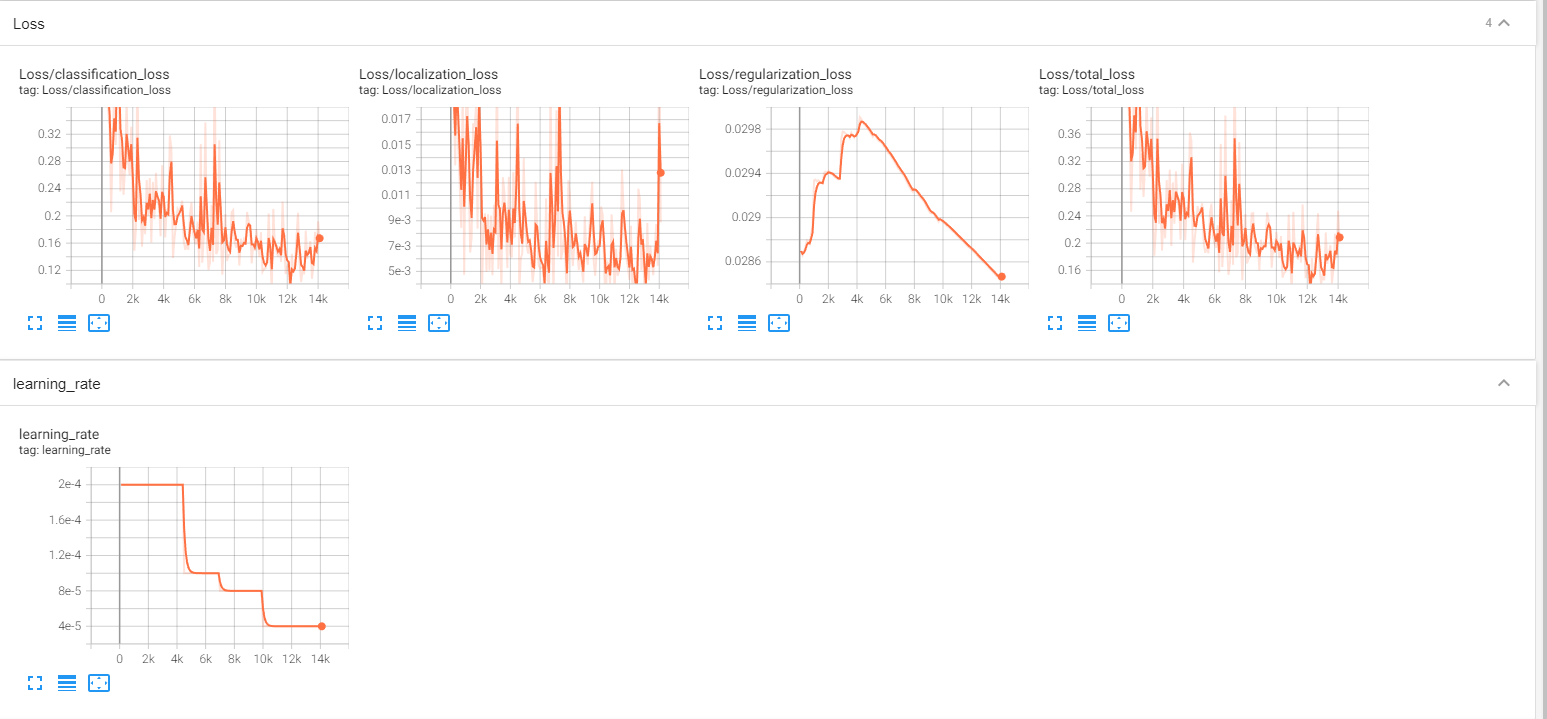 Loss 4
Loss/classification_loss
tag: Loss/classification_loss
0.32
0.28
0.24
0.2
0.16
0.12
0 2k 4k 6k 8k 10k 12k 14k
Loss/localization_loss
tag: Loss/localization_loss
0.017
0.015
0.013
0.011
9e-3
7e-3
5e-3
0 2k 4k 6k 8k 10k 12k 14k
Loss/regularization_loss
tag: Loss/regularization_loss
0.0298
0.0294
0.029
0.0286
0 2k 4k 6k 8k 10k 12k 14k
Loss/total_loss
tag: Loss/total_loss
0.36
0.32
0.28
0.24
0.2
0.16
0 2k 4k 6k 8k 10k 12k 14k
learning_rate
learning_rate
tag: learning_rate
2e-4
1.6e-4
1.2e-4
8e-5
4e-5
0 2k 4k 6k 8k 10k 12k 14k